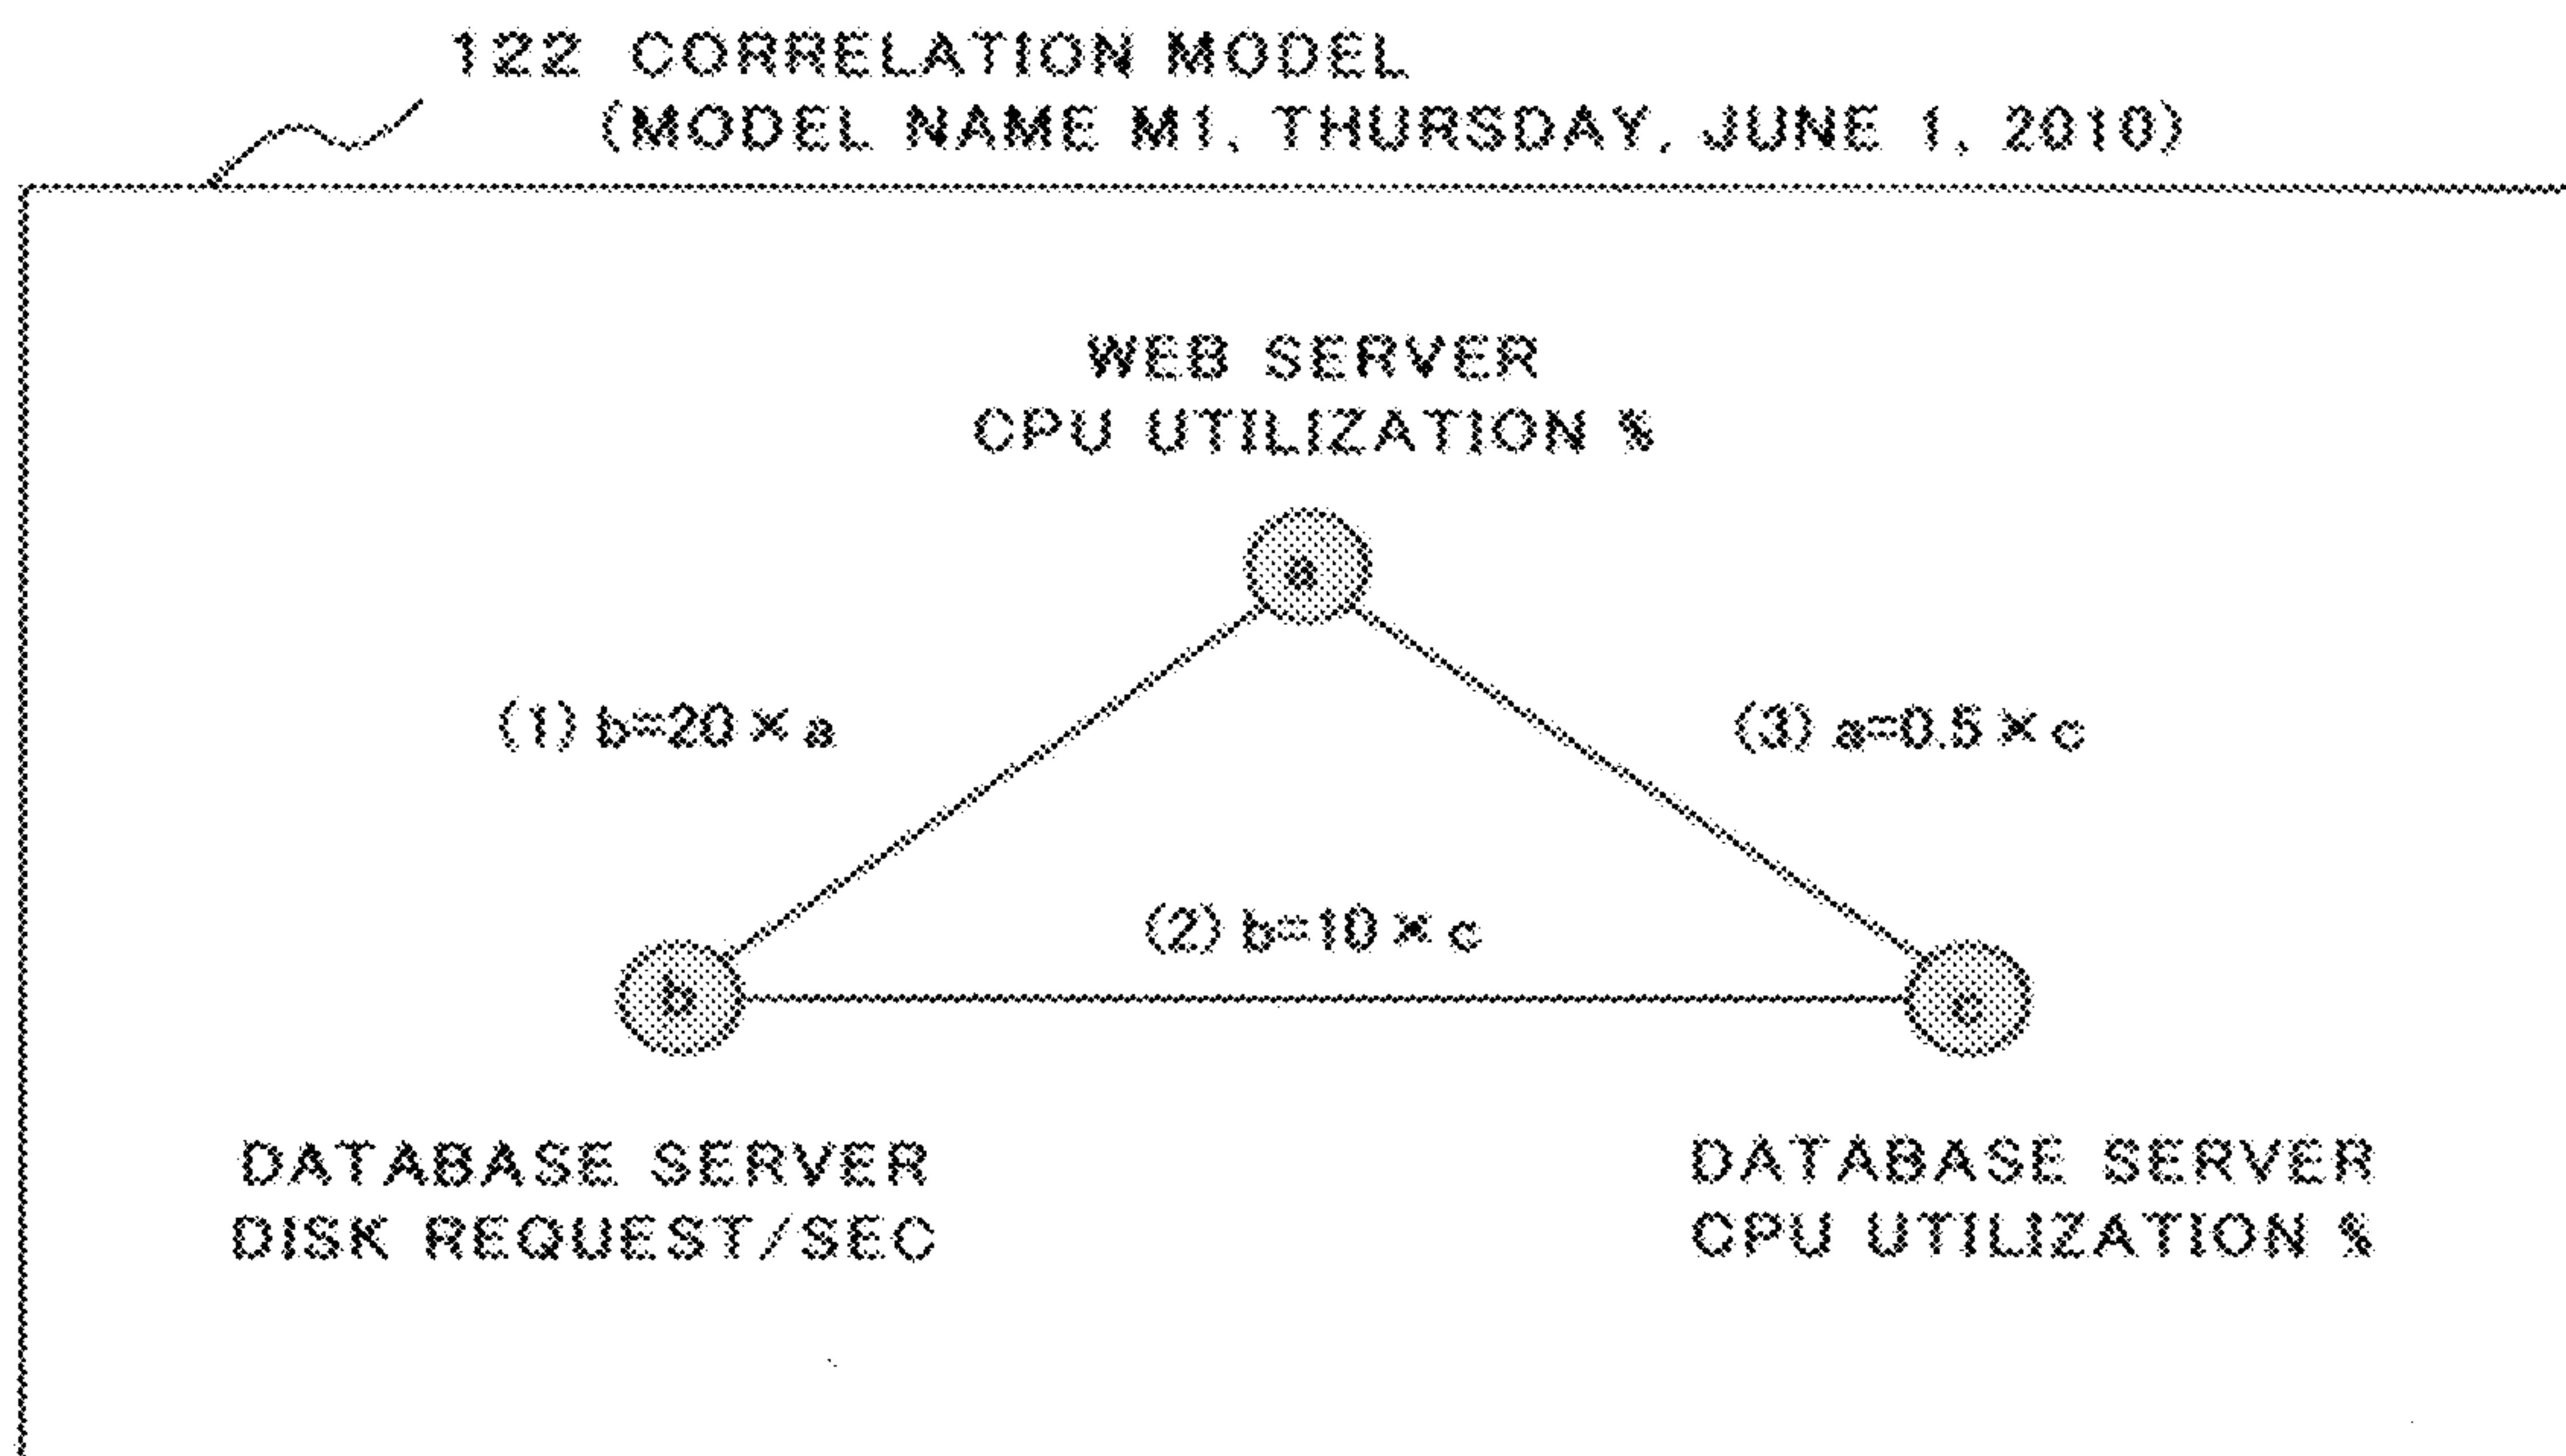 122 CORRELATION MODEL
(MODEL NAME M1, THURSDAY, JUNE 1, 2010)
WEB SERVER
CPU UTILIZATION %
a
(1) b=20×a
(3) a=0.5×c
(2) b=10×c
b
c
DATABASE SERVER
DISK REQUEST/SEC
DATABASE SERVER
CPU UTILIZATION %